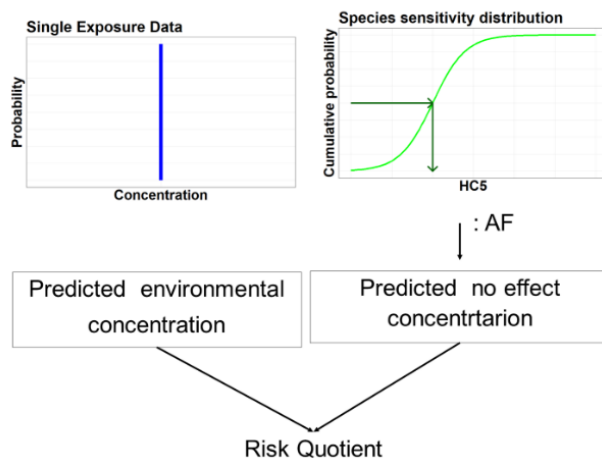 Single Exposure Data
Probability
Concentration
Species sensitivity distribution
Cumulative probability
HC5
: AF
Predicted environmental
concentration
Predicted no effect
concentrtarion
Risk Quotient